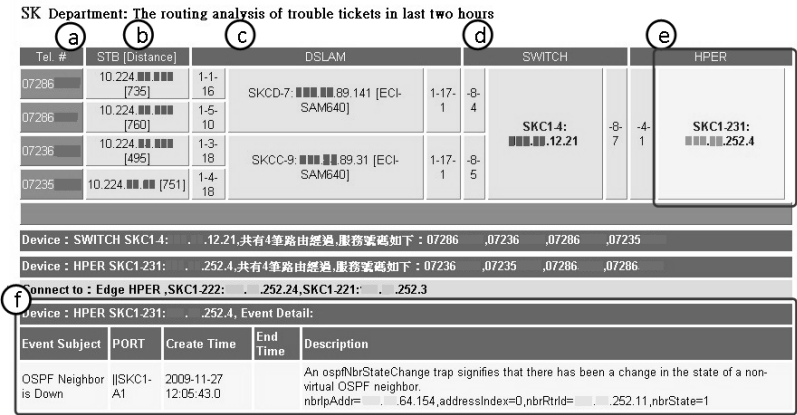 SK Department: The routing analysis of trouble tickets in last two hours
a b c d e
Tel. # STB [Distance] DSLAM SWITCH HPER
07286 10.224. [735] 1-1-16
07286 10.224. [760] 1-5-10
SKCD-7: .89.141 [ECI-SAM640] 1-17-1 -8-4
07236 10.224. [495] 1-3-18
07235 10.224. [751] 1-4-18
SKCC-9: .89.31 [ECI-SAM640] 1-17-1 -8-5
SKC1-4: .12.21 -8-7 -4-1
SKC1-231: .252.4
Device：SWITCH SKC1-4: . .12.21,共有4筆路由經過,服務號碼如下：07286 ,07236 ,07286 ,07235
Device：HPER SKC1-231: . .252.4,共有4筆路由經過,服務號碼如下：07236 ,07235 ,07286 ,07286
Connect to：Edge HPER ,SKC1-222: . .252.24,SKC1-221: . .252.3
f
Device：HPER SKC1-231: . .252.4, Event Detail:
Event Subject PORT Create Time End Time Description
OSPF Neighbor is Down ||SKC1-A1 2009-11-27 12:05:43.0
An ospfNbrStateChange trap signifies that there has been a change in the state of a non-
virtual OSPF neighbor.
nbrIpAddr= . .64.154,addressIndex=0,nbrRtrId= . .252.11,nbrState=1